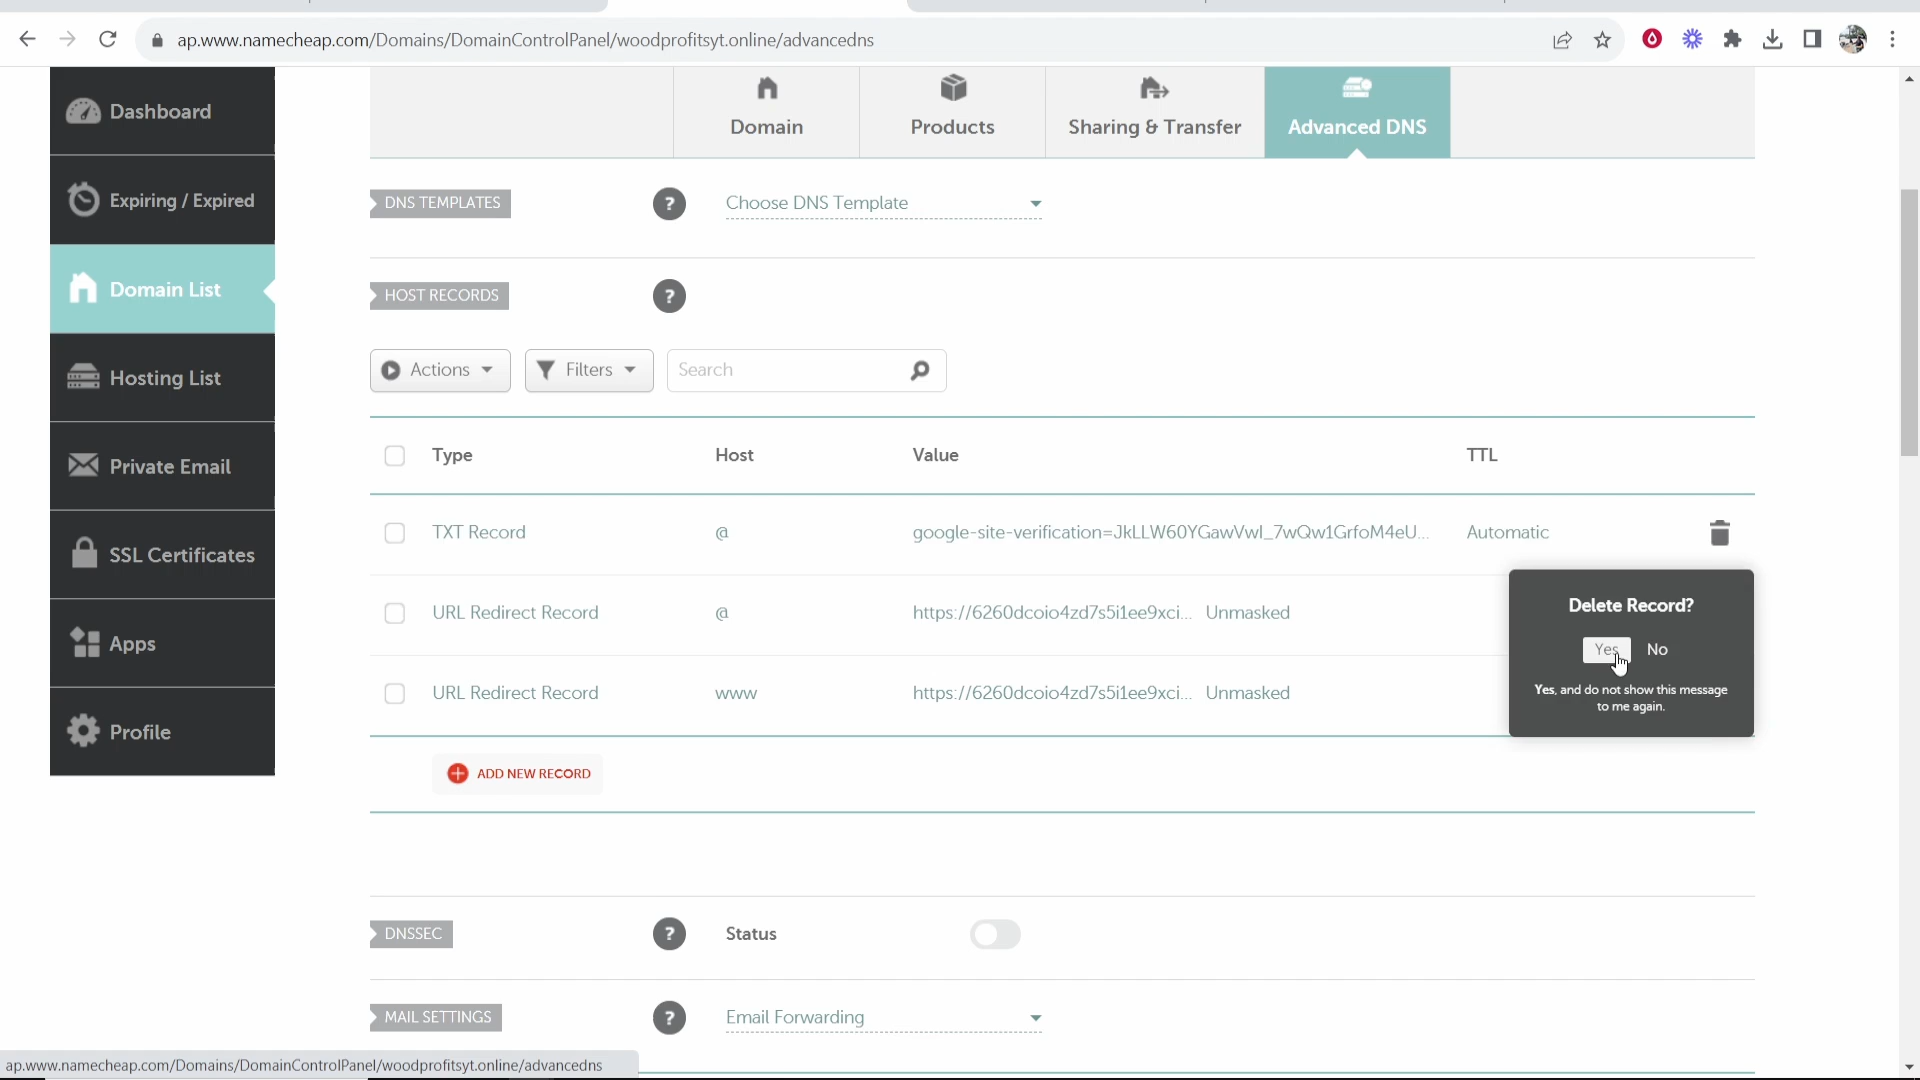 ap.www.namecheap.com/Domains/DomainControlPanel/woodprofitsyt.online/advancedns
Dashboard
Expiring / Expired
Domain List
Hosting List
Private Email
SSL Certificates
Apps
Profile
Domain
Products
Sharing & Transfer
Advanced DNS
DNS TEMPLATES
?
Choose DNS Template
HOST RECORDS
?
Actions
Filters
Search
Type Host Value TTL
TXT Record @ google-site-verification=JkLLW60YGawVwI_7wQw1GrfoM4eU... Automatic
URL Redirect Record @ https://6260dcoio4zd7s5i1ee9xci... Unmasked
URL Redirect Record www https://6260dcoio4zd7s5i1ee9xci... Unmasked
Delete Record?
Yes No
Yes, and do not show this message
to me again.
ADD NEW RECORD
DNSSEC
?
Status
MAIL SETTINGS
?
Email Forwarding
ap.www.namecheap.com/Domains/DomainControlPanel/woodprofitsyt.online/advancedns